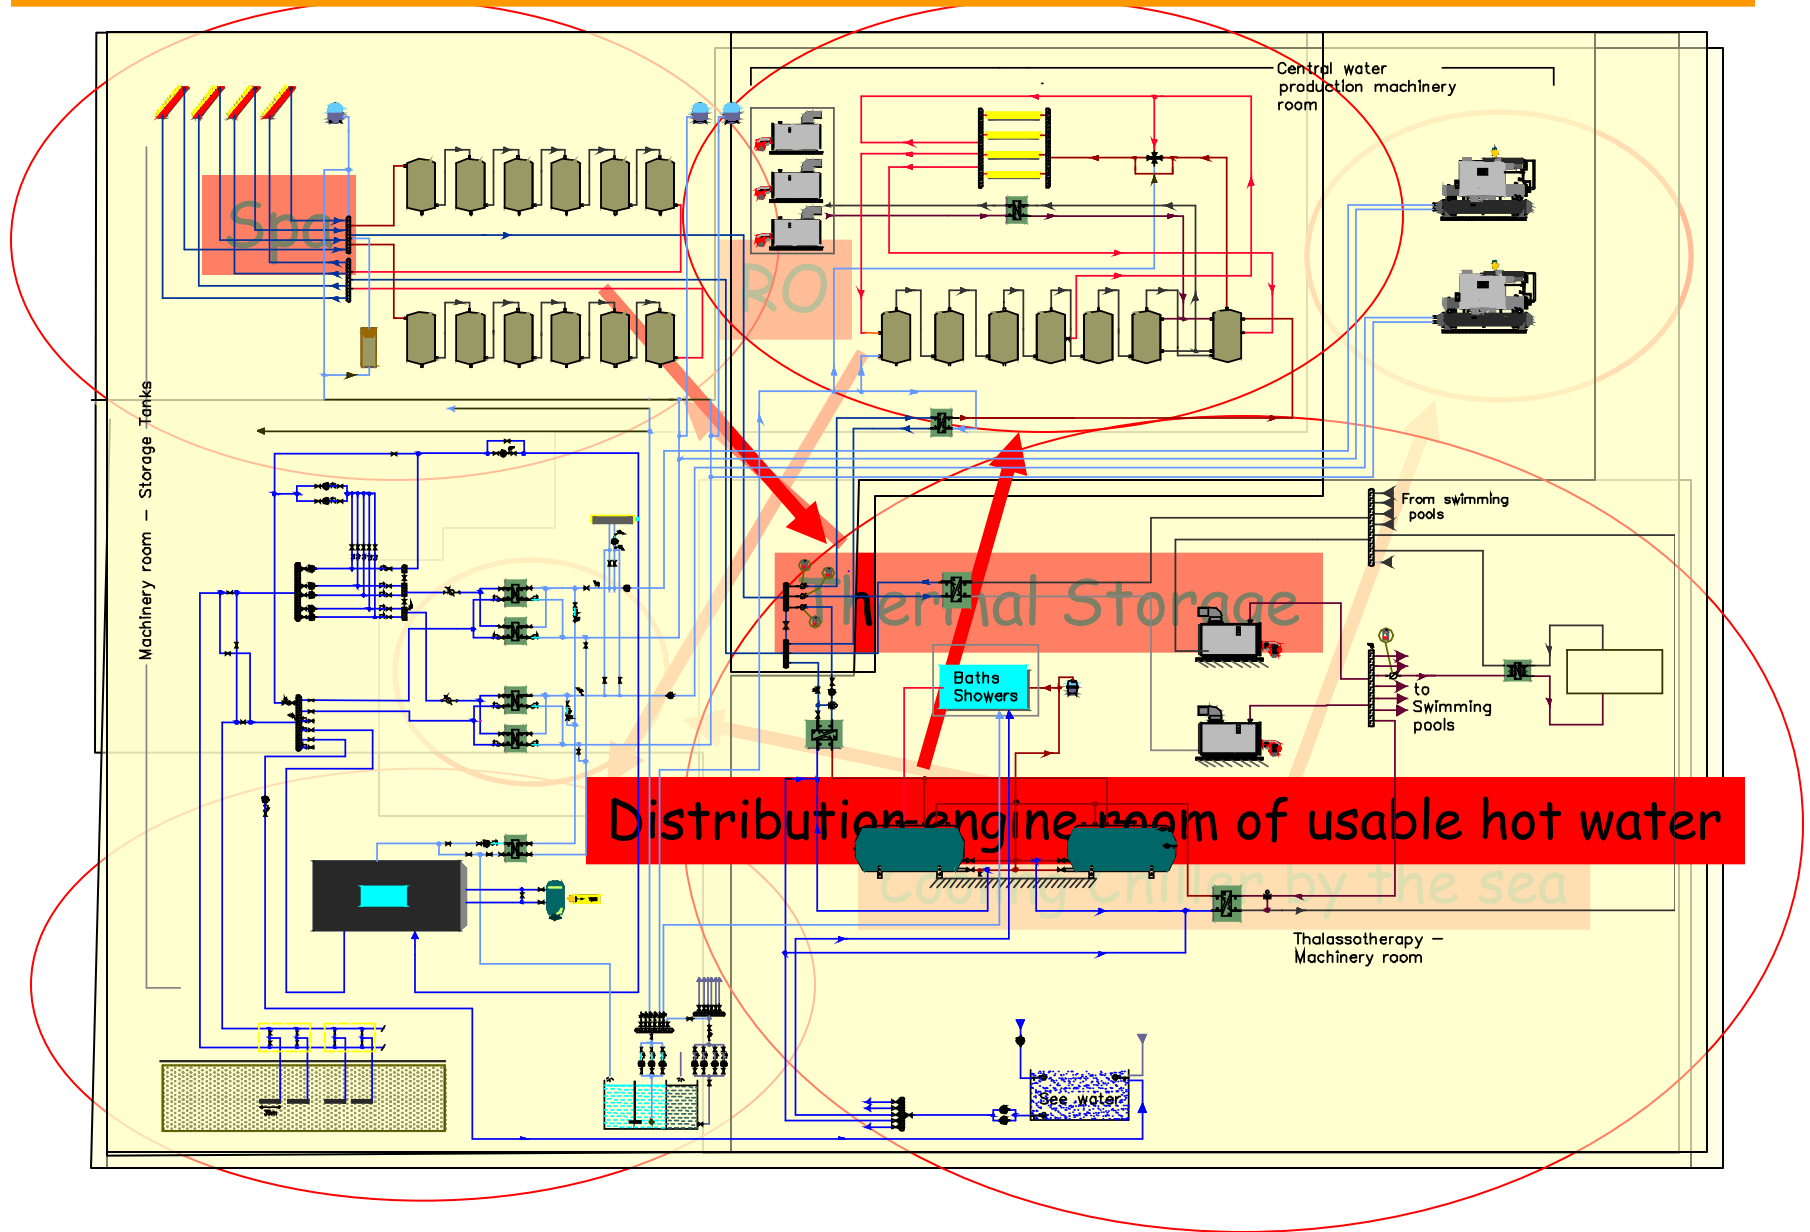 Central water
production machinery
room
Spa
RO
Machinery room – Storage Tanks
From swimming
pools
Thermal Storage
Baths
Showers
to
Swimming
pools
Distribution engine room of usable hot water
Cooling Chiller by the sea
Thalassotherapy –
Machinery room
See water